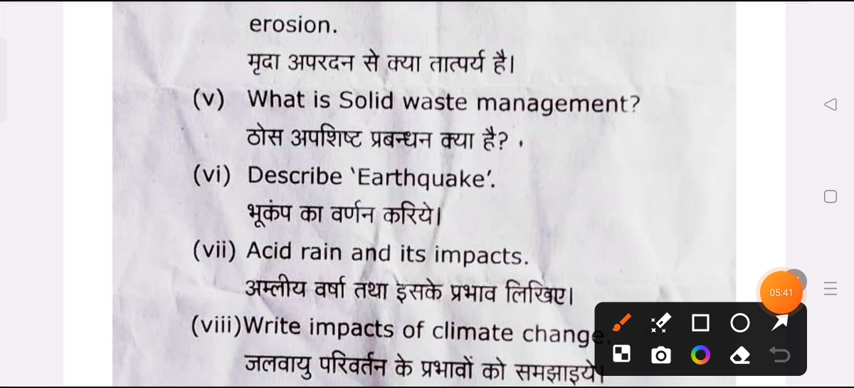 erosion.
मृदा अपरदन से क्या तात्पर्य है।
(v) What is Solid waste management?
ठोस अपशिष्ट प्रबन्धन क्या है?
(vi) Describe ‘Earthquake’.
भूकंप का वर्णन करिये।
(vii) Acid rain and its impacts.
अम्लीय वर्षा तथा इसके प्रभाव लिखिए।
(viii) Write impacts of climate change.
जलवायु परिवर्तन के प्रभावों को समझाइये।
05:41